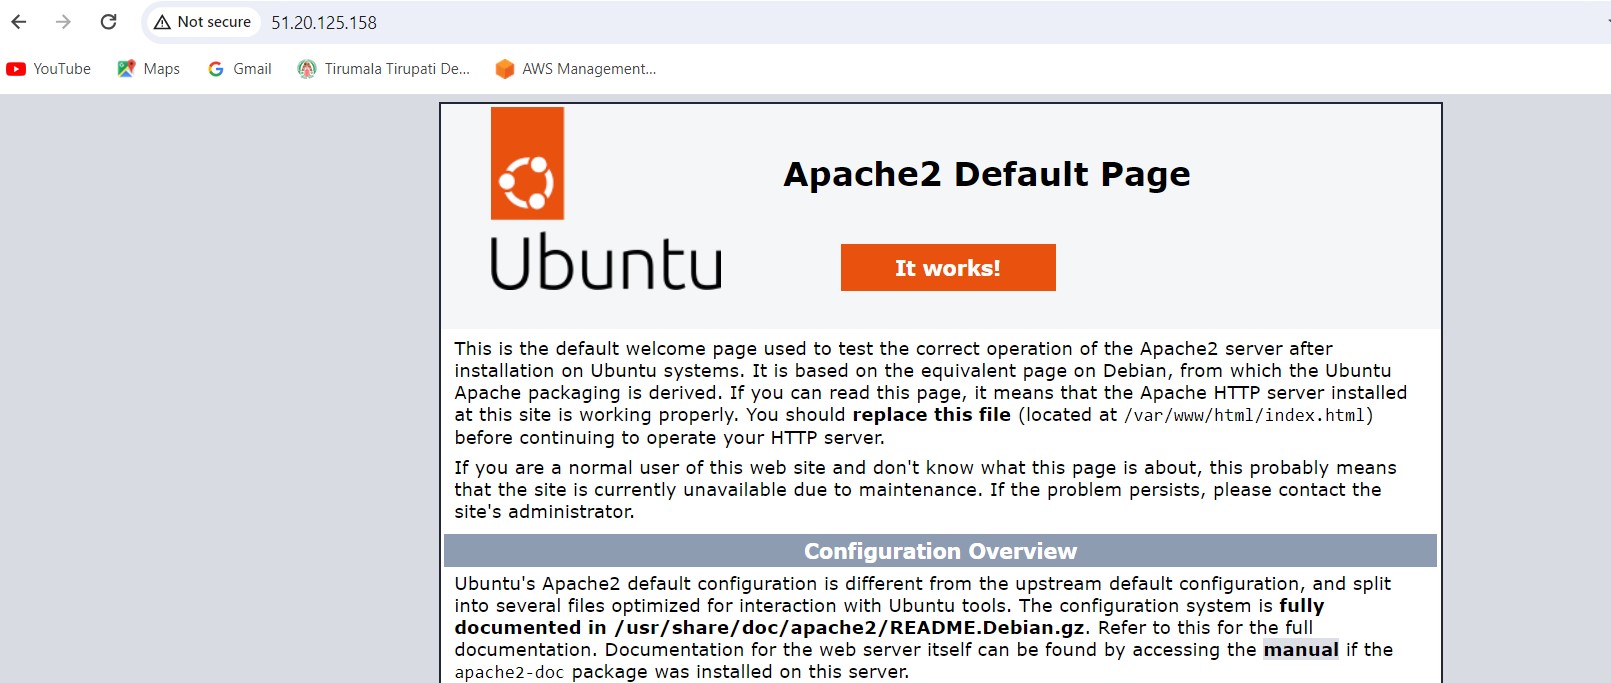 Not secure 51.20.125.158
YouTube Maps Gmail Tirumala Tirupati De... AWS Management...
Ubuntu
Apache2 Default Page
It works!
This is the default welcome page used to test the correct operation of the Apache2 server after
installation on Ubuntu systems. It is based on the equivalent page on Debian, from which the Ubuntu
Apache packaging is derived. If you can read this page, it means that the Apache HTTP server installed
at this site is working properly. You should replace this file (located at /var/www/html/index.html)
before continuing to operate your HTTP server.
If you are a normal user of this web site and don't know what this page is about, this probably means
that the site is currently unavailable due to maintenance. If the problem persists, please contact the
site's administrator.
Configuration Overview
Ubuntu's Apache2 default configuration is different from the upstream default configuration, and split
into several files optimized for interaction with Ubuntu tools. The configuration system is fully
documented in /usr/share/doc/apache2/README.Debian.gz. Refer to this for the full
documentation. Documentation for the web server itself can be found by accessing the manual if the
apache2-doc package was installed on this server.